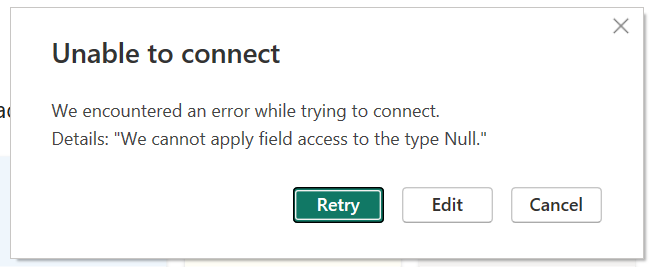 Unable to connect
We encountered an error while trying to connect.
Details: "We cannot apply field access to the type Null."
Retry Edit Cancel